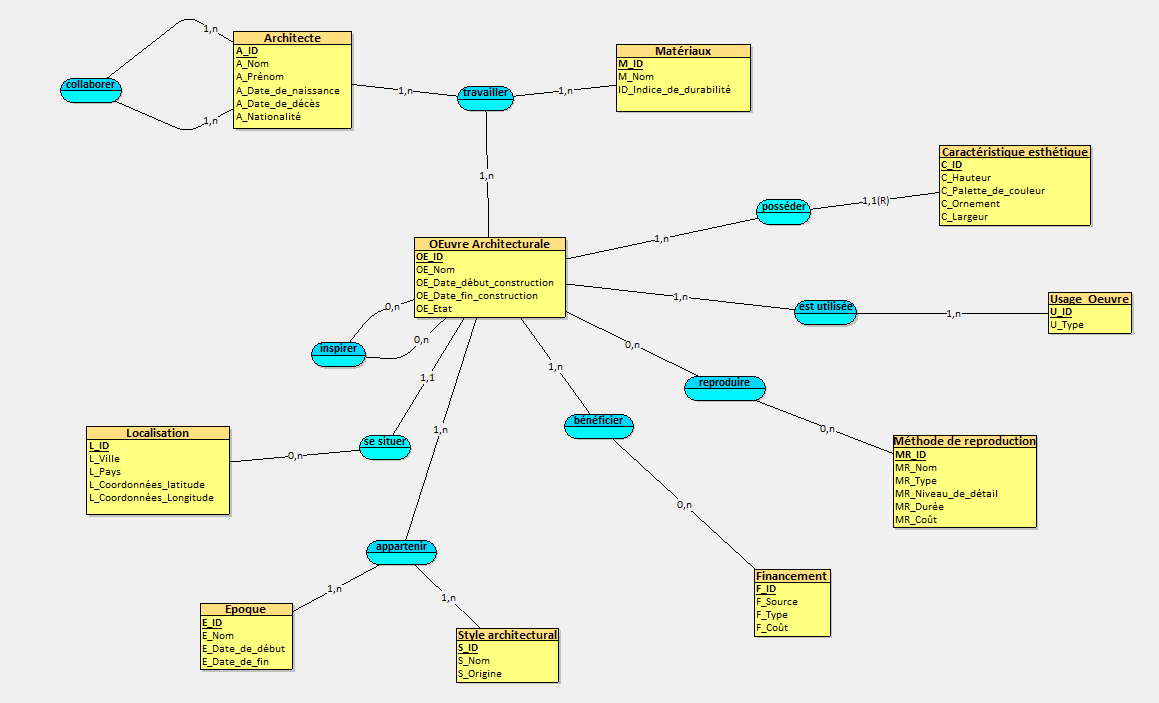 1,n
Architecte
A_ID
A_Nom
A_Prénom
A_Date_de_naissance
A_Date_de_décès
A_Nationalité
collaborer
1,n
1,n
travailler
1,n
Matériaux
M_ID
M_Nom
ID_Indice_de_durabilité
1,n
Caractéristique esthétique
C_ID
C_Hauteur
C_Palette_de_couleur
C_Ornement
C_Largeur
posséder
1,1(R)
1,n
OEuvre Architecturale
OE_ID
OE_Nom
OE_Date_début_construction
OE_Date_fin_construction
OE_Etat
1,n
est utilisée
1,n
Usage_Oeuvre
U_ID
U_Type
0,n
inspirer
0,n
0,n
reproduire
0,n
Méthode de reproduction
MR_ID
MR_Nom
MR_Type
MR_Niveau_de_détail
MR_Durée
MR_Coût
1,1
se situer
0,n
Localisation
L_ID
L_Ville
L_Pays
L_Coordonnées_latitude
L_Coordonnées_Longitude
1,n
bénéficier
0,n
Financement
F_ID
F_Source
F_Type
F_Coût
1,n
appartenir
1,n
1,n
Epoque
E_ID
E_Nom
E_Date_de_début
E_Date_de_fin
Style architectural
S_ID
S_Nom
S_Origine